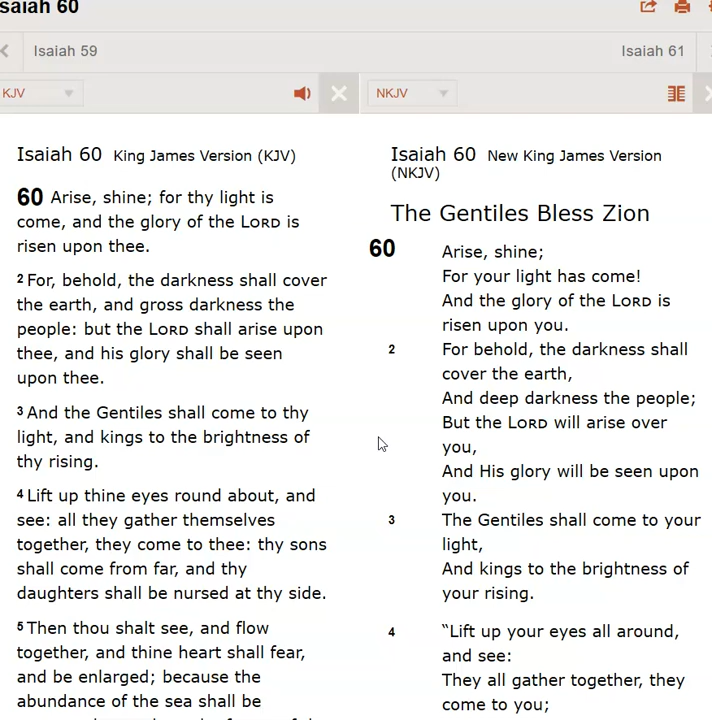 saiah 60
Isaiah 59
Isaiah 61
KJV
NKJV
Isaiah 60 King James Version (KJV)
60 Arise, shine; for thy light is
come, and the glory of the LORD is
risen upon thee.
2 For, behold, the darkness shall cover
the earth, and gross darkness the
people: but the LORD shall arise upon
thee, and his glory shall be seen
upon thee.
3 And the Gentiles shall come to thy
light, and kings to the brightness of
thy rising.
4 Lift up thine eyes round about, and
see: all they gather themselves
together, they come to thee: thy sons
shall come from far, and thy
daughters shall be nursed at thy side.
5 Then thou shalt see, and flow
together, and thine heart shall fear,
and be enlarged; because the
abundance of the sea shall be
Isaiah 60 New King James Version
(NKJV)
The Gentiles Bless Zion
60 Arise, shine;
For your light has come!
And the glory of the LORD is
risen upon you.
2 For behold, the darkness shall
cover the earth,
And deep darkness the people;
But the LORD will arise over
you,
And His glory will be seen upon
you.
3 The Gentiles shall come to your
light,
And kings to the brightness of
your rising.
4 “Lift up your eyes all around,
and see:
They all gather together, they
come to you;